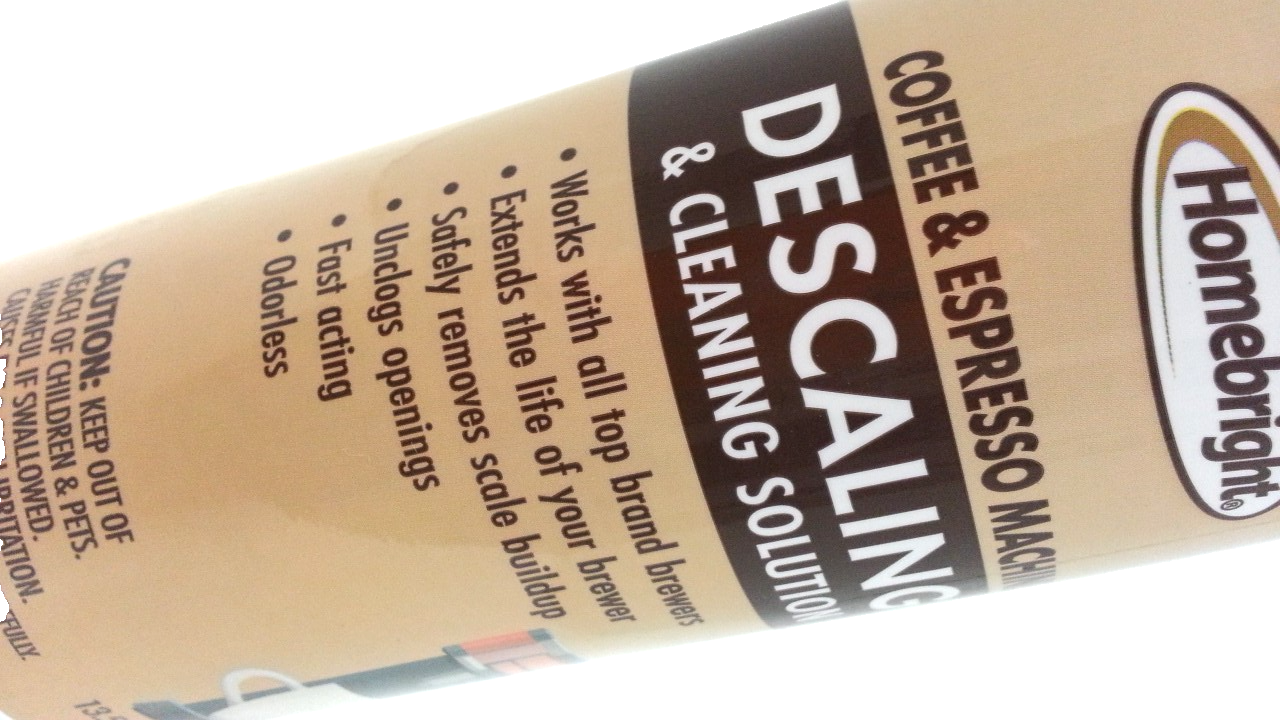 Homebright®
COFFEE & ESPRESSO
DESCALING
& CLEANING SOLUTION
• Works with all top brand brewers
• Extends the life of your brewer
• Safely removes scale buildup
• Unclogs openings
• Fast acting
• Odorless
CAUTION: KEEP OUT OF
REACH OF CHILDREN & PETS.
HARMFUL IF SWALLOWED.